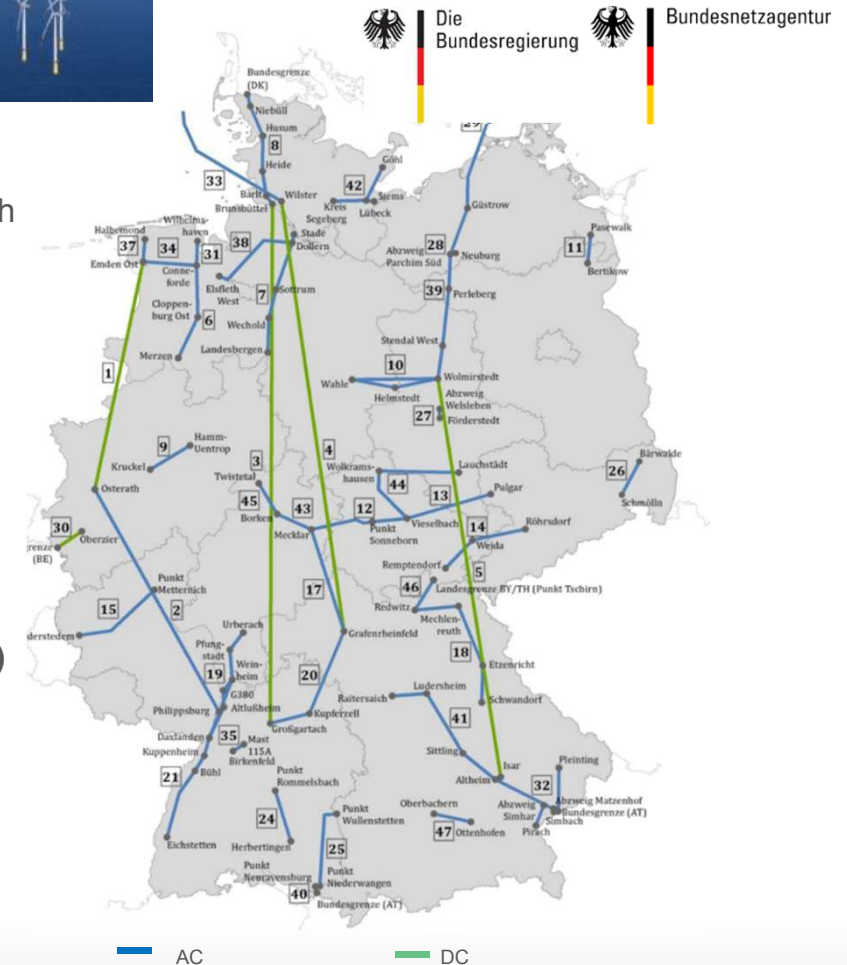 Die
Bundesregierung
Bundesnetzagentur
h
)
Bundesgrenze
(DK)
Niebüll
Husum
8
Heide
33
Barlt
Wilster
Brunsbüttel
42
Göhl
Siems
Kreis
Segeberg
Lübeck
Güstrow
Wilhelms-
haven
Halbemond
37
34
31
38
Stade
Dollern
Emden Ost
Conne-
forde
Elsfleth
West
7
Sottrum
Cloppen-
burg Ost
6
Wechold
Merzen
Landesbergen
28
Abzweig
Parchim Süd
Neuburg
11
Pasewalk
Bertikow
39
Perleberg
Stendal West
1
10
Wahle
Helmstedt
Wolmirstedt
Abzweig
Welsleben
27
Förderstedt
9
Hamm-
Uentrop
Kruckel
3
4
Twistetal
Wolkrams-
hausen
Lauchstädt
26
Bärwalde
Osterath
45
43
44
13
Pulgar
Schmölln
Borken
12
Mecklar
Punkt
Sonneborn
Vieselbach
14
Röhrsdorf
Weida
30
Oberzier
grenze
(BE)
Remptendorf
5
46
Landesgrenze BY/TH (Punkt Tschirn)
Punkt
Metternich
17
Redwitz
Mechlen-
reuth
15
2
derstedem
Urberach
Grafenrheinfeld
Pfung-
stadt
18
Etzenricht
19
Wein-
heim
20
G380
Ludersheim
Raitersaich
Schwandorf
Philippsburg
Altlußheim
Kupferzell
41
Daxlanden
35
Großgartach
Mast
115A
Kuppenheim
Birkenfeld
Sittling
21
Bühl
Punkt
Rommelsbach
Isar
Pleinting
Altheim
32
24
Punkt
Wullenstetten
Oberbachern
Abzweig
Simhar
Abzweig Matzenhof
Bundesgrenze (AT)
Simbach
Eichstetten
Herbertingen
47
Ottenhofen
Pirach
25
Punkt
Neuravensburg
Punkt
Niederwangen
40
Bundesgrenze (AT)
AC
DC